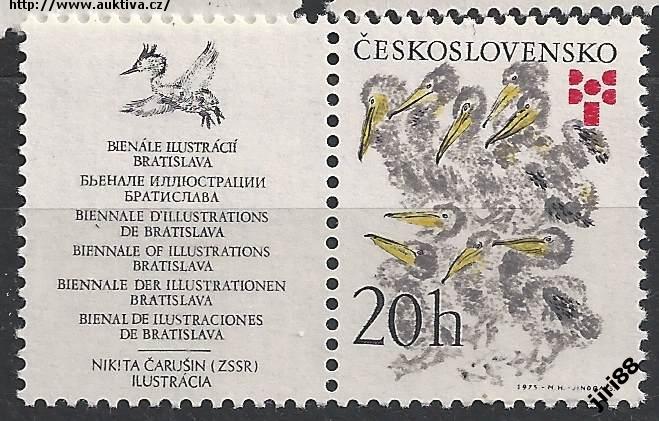 http://www.auktiva.cz/
BIENÁLE ILUSTRÁCIÍ
BRATISLAVA
БЬЕНАЛЕ ИЛЛЮСТРАЦИИ
БРАТИСЛАВА
BIENNALE D'ILLUSTRATIONS
DE BRATISLAVA
BIENNALE OF ILLUSTRATIONS
BRATISLAVA
BIENNALE DER ILLUSTRATIONEN
BRATISLAVA
BIENAL DE ILUSTRACIONES
DE BRATISLAVA
NIKITA ČARUŠIN (ZSSR)
ILUSTRÁCIA
ČESKOSLOVENSKO
20h
1975 - N.H. -
jiri88